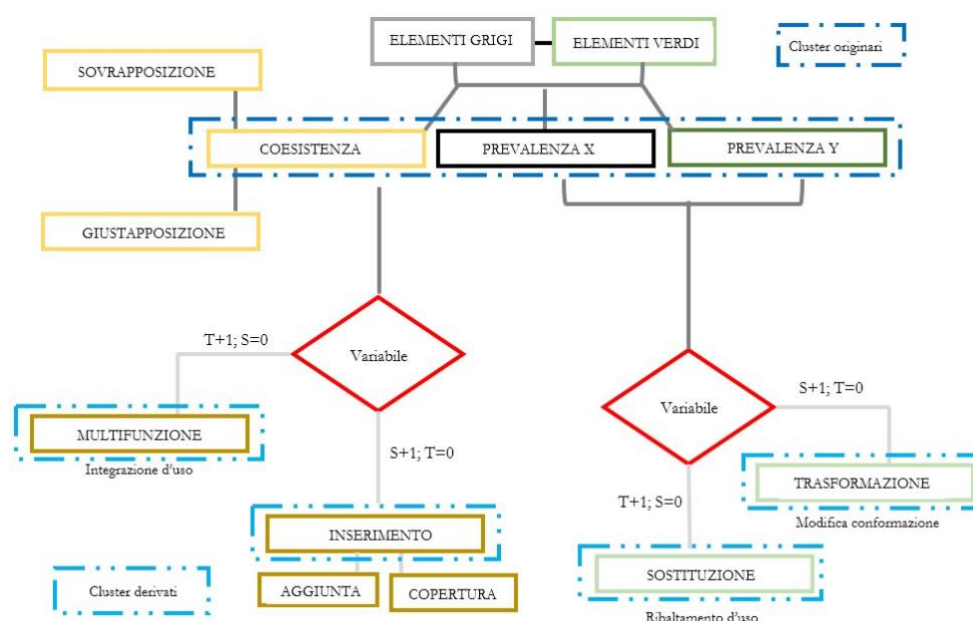 ELEMENTI GRIGI
ELEMENTI VERDI
Cluster originari
SOVRAPPOSIZIONE
COESISTENZA
PREVALENZA X
PREVALENZA Y
GIUSTAPPOSIZIONE
T+1; S=0
Variabile
S+1; T=0
Variabile
MULTIFUNZIONE
Integrazione d'uso
S+1; T=0
TRASFORMAZIONE
Modifica conformazione
T+1; S=0
INSERIMENTO
Cluster derivati
AGGIUNTA
COPERTURA
SOSTITUZIONE
Ribaltamento d'uso